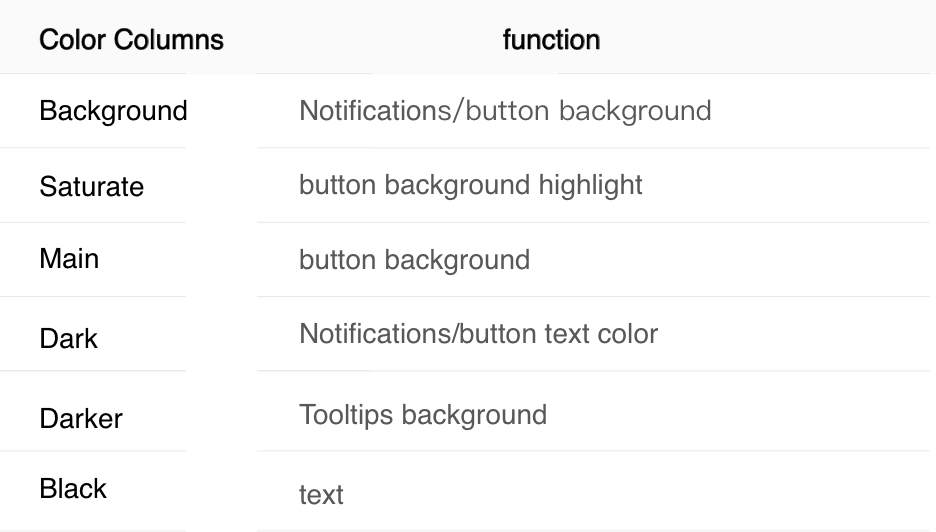 Color Columns function
Background Notifications/button background
Saturate button background highlight
Main button background
Dark Notifications/button text color
Darker Tooltips background
Black text